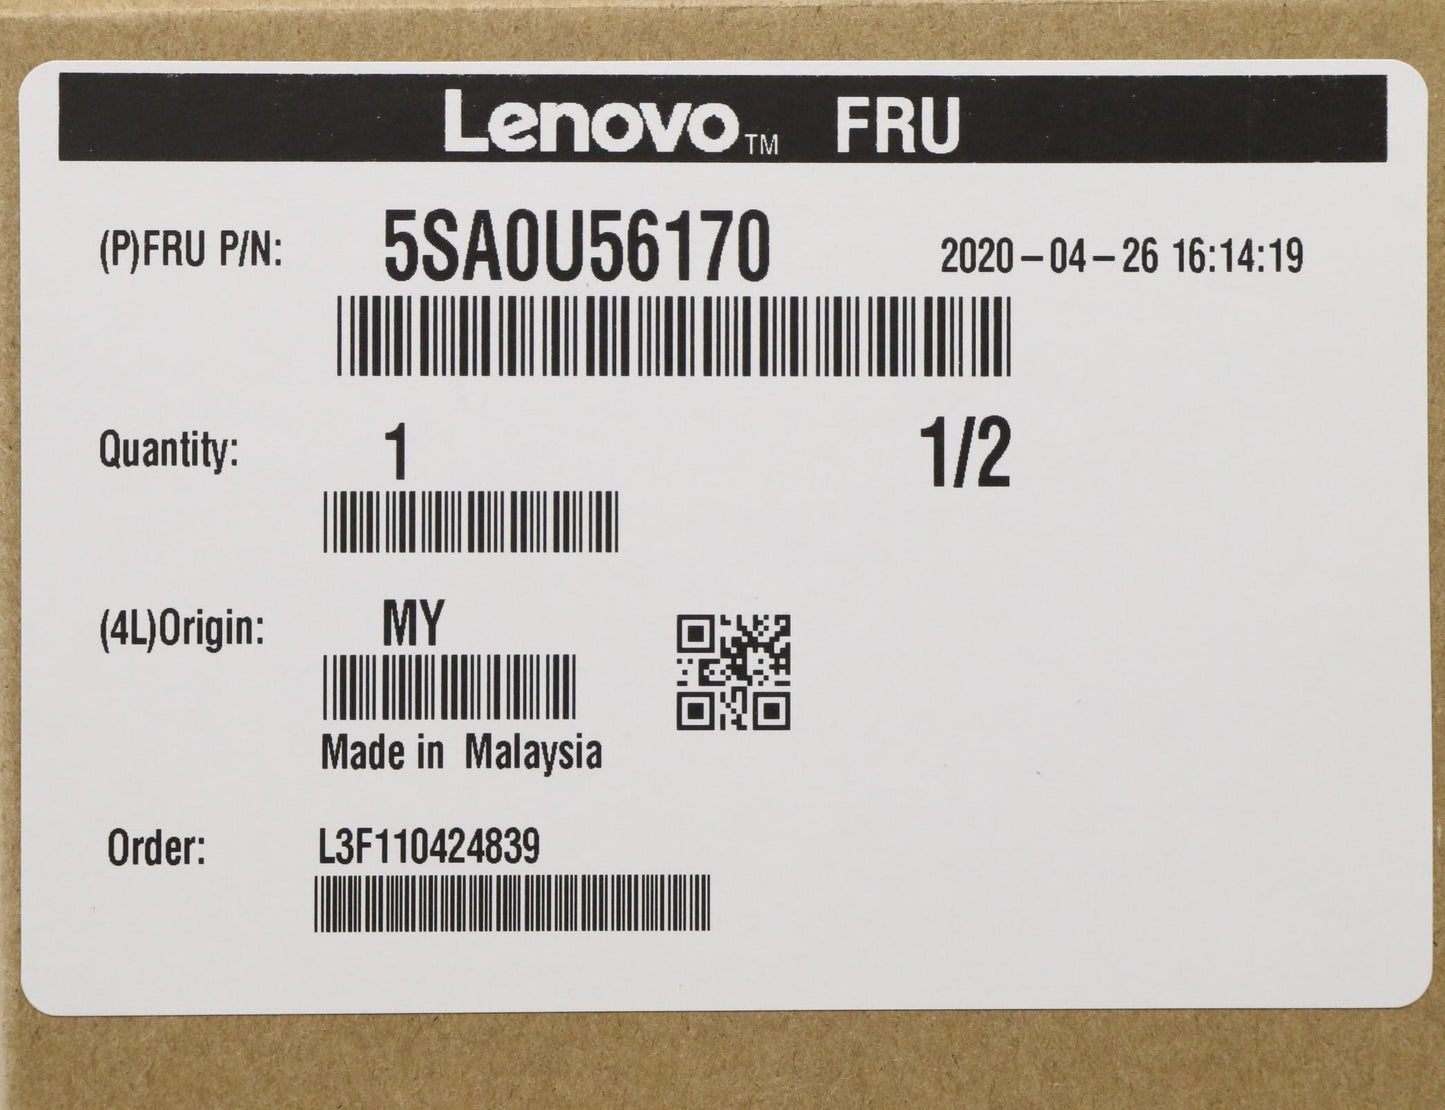 Lenovo™ FRU
(P)FRU P/N: 5SA0U56170 2020-04-26 16:14:19
Quantity: 1 1/2
(4L)Origin: MY
Made in Malaysia
Order: L3F110424839